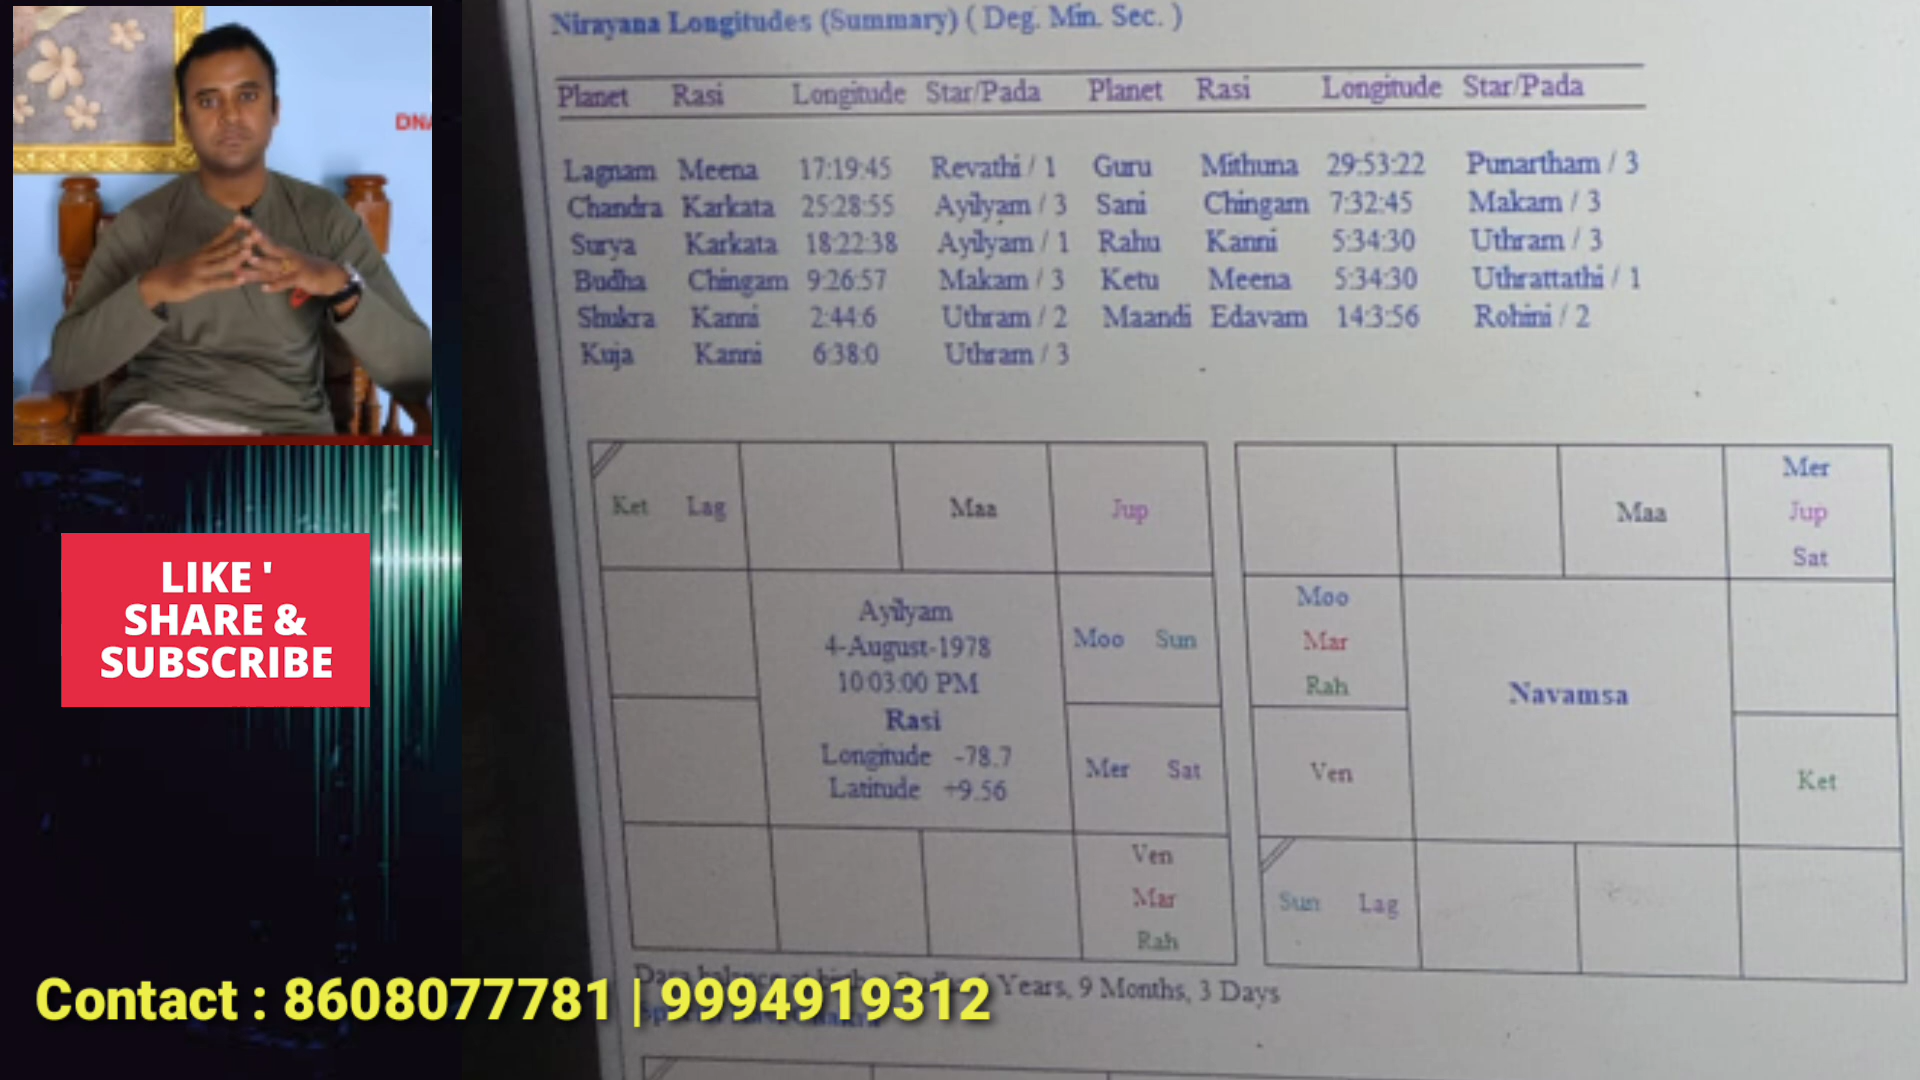 Nirayana Longitudes (Summary) ( Deg. Min. Sec. )
Planet Rasi Longitude Star/Pada Planet Rasi Longitude Star/Pada
Lagnam Meena 17:19:45 Revathi / 1 Guru Mithuna 29:53:22 Punartham / 3
Chandra Karkata 25:28:55 Ayilyam / 3 Sani Chingam 7:32:45 Makam / 3
Surya Karkata 18:22:38 Ayilyam / 1 Rahu Kanni 5:34:30 Uthram / 3
Budha Chingam 9:26:57 Makam / 3 Ketu Meena 5:34:30 Uthrattathi / 1
Shukra Kanni 2:44:6 Uthram / 2 Maandi Edavam 14:3:56 Rohini / 2
Kuja Kanni 6:38:0 Uthram / 3
DNA
LIKE '
SHARE &
SUBSCRIBE
Ket Lag
Maa
Jup
Ayilyam
4-August-1978
10:03:00 PM
Rasi
Longitude -78.7
Latitude +9.56
Moo Sun
Mer Sat
Ven
Mar
Rah
Maa
Mer
Jup
Sat
Moo
Mar
Rah
Navamsa
Ven
Ket
Sun Lag
Years, 9 Months, 3 Days
Contact : 8608077781 | 9994919312